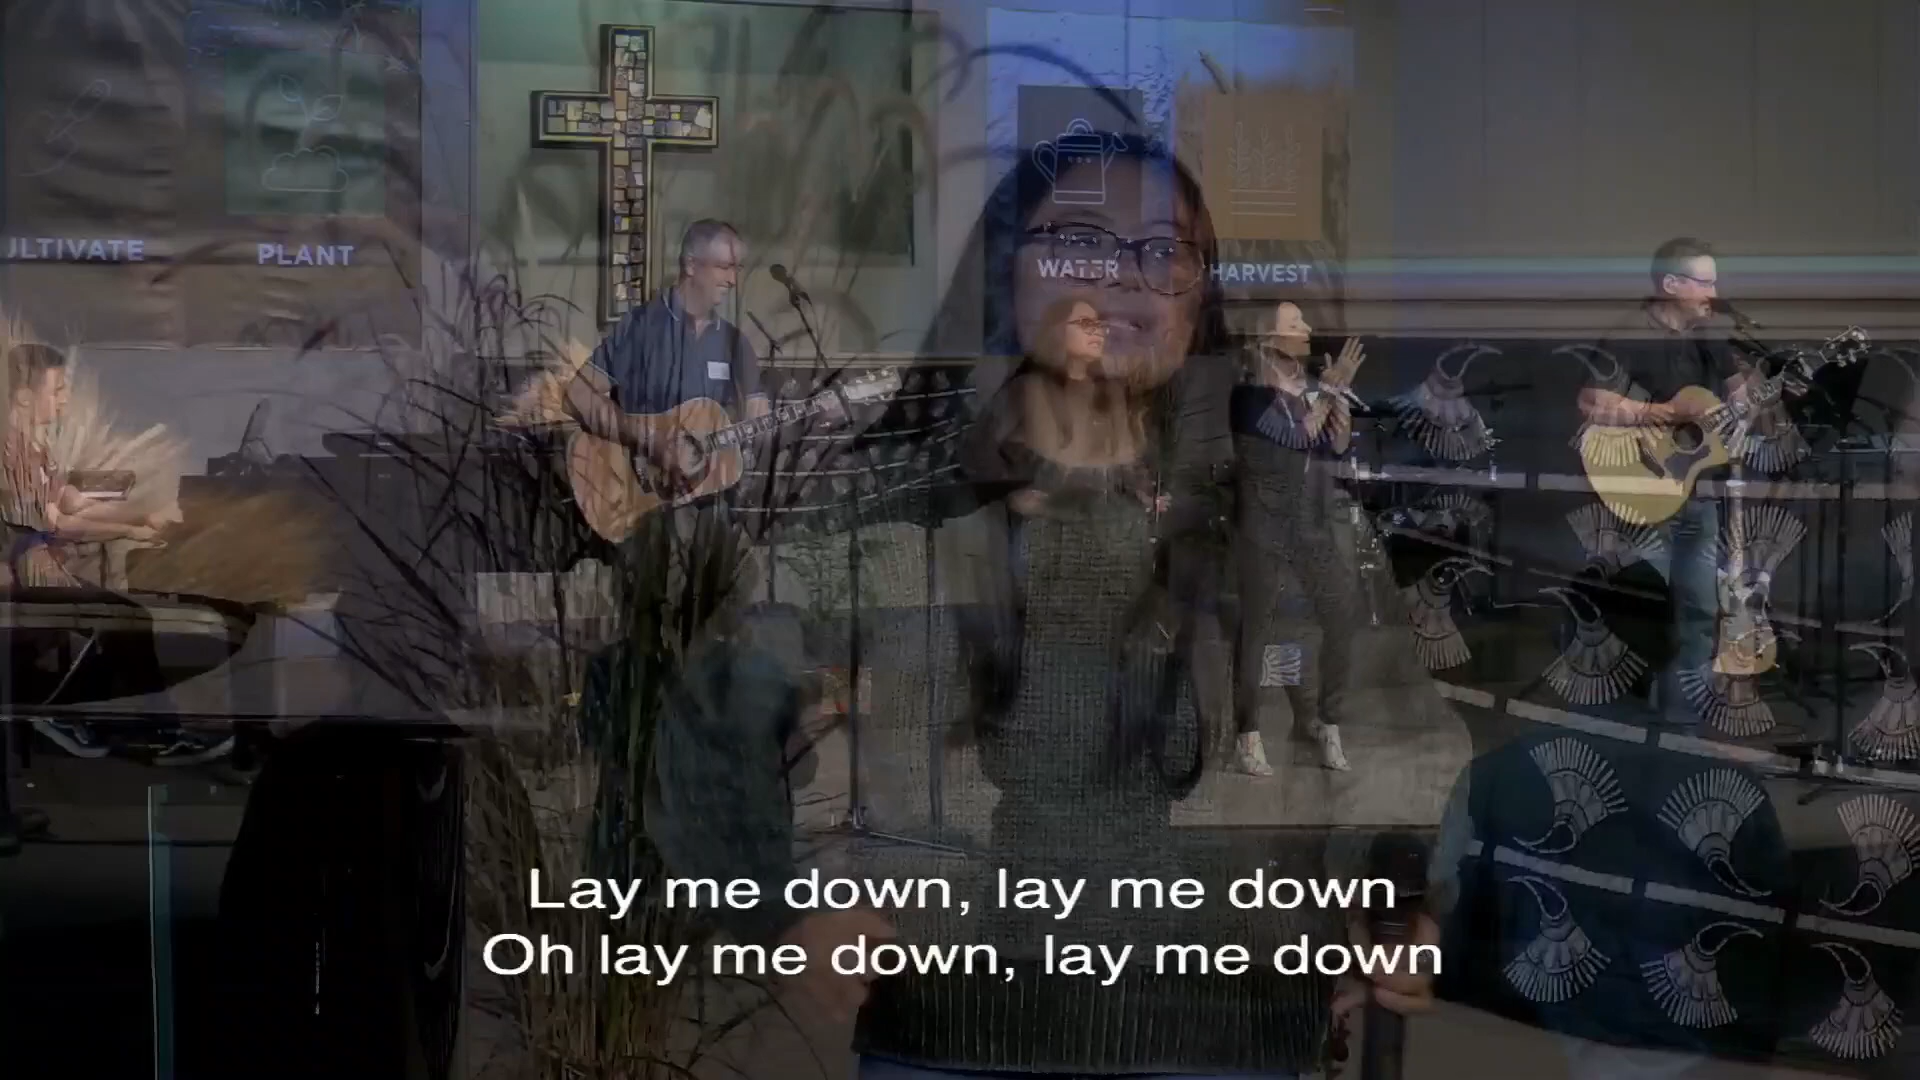 ULTIVATE
PLANT
WATER
HARVEST
Lay me down, lay me down
Oh lay me down, lay me down